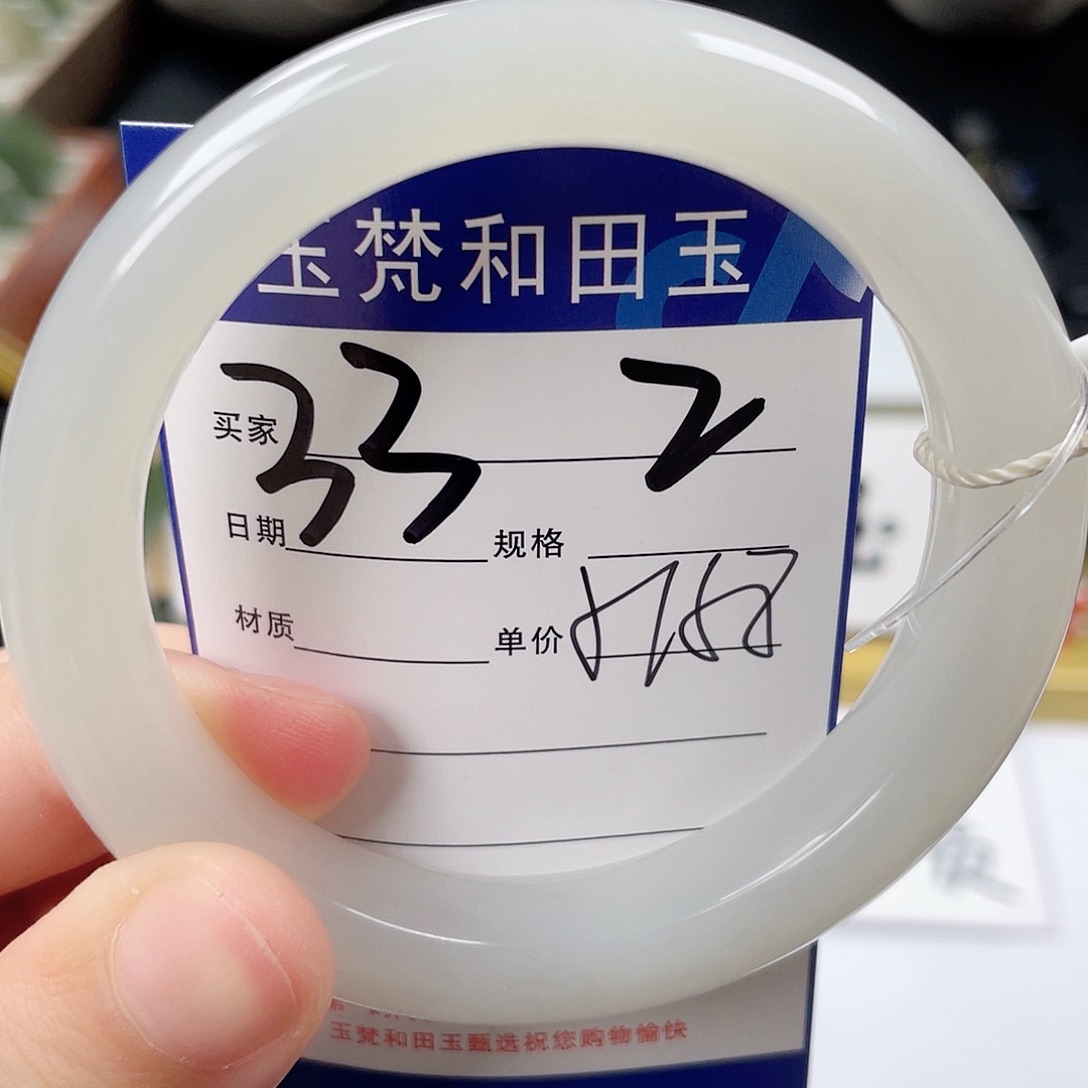 玉梵和田玉
33 2
买家
日期 规格
材质 单价
玉梵和田玉甄选祝您购物愉快